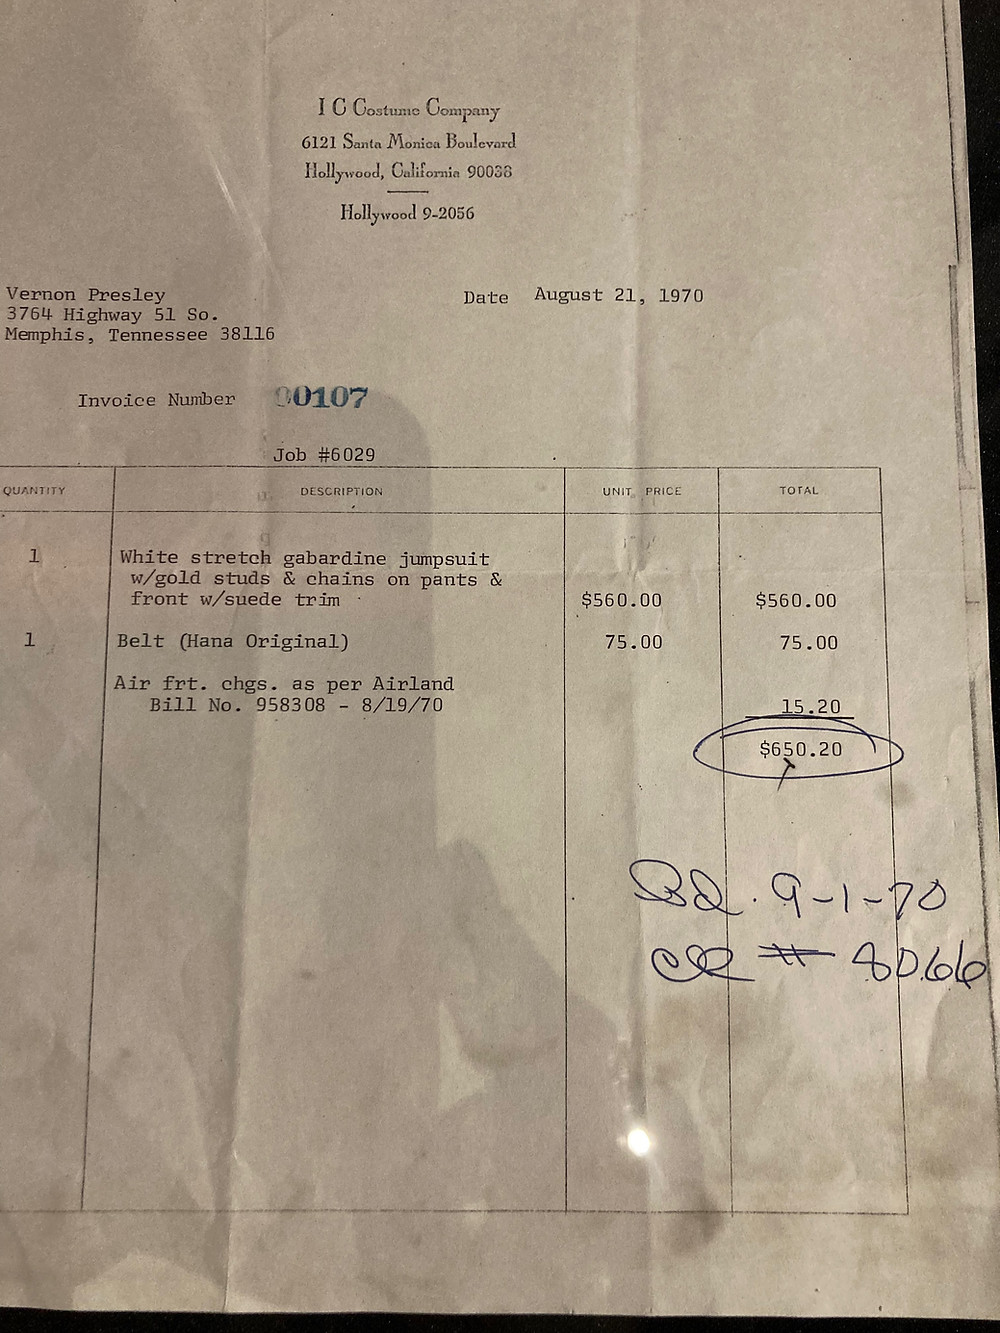 I C Costume Company
6121 Santa Monica Boulevard
Hollywood, California 90038
Hollywood 9-2056
Vernon Presley
3764 Highway 51 So.
Memphis, Tennessee 38116
Date August 21, 1970
Invoice Number 00107
Job #6029
QUANTITY DESCRIPTION UNIT PRICE TOTAL
1 White stretch gabardine jumpsuit
w/gold studs & chains on pants &
front w/suede trim $560.00 $560.00
1 Belt (Hana Original) 75.00 75.00
Air frt. chgs. as per Airland
Bill No. 958308 - 8/19/70 15.20
$650.20
Pd. 9-1-70
CK # 8066